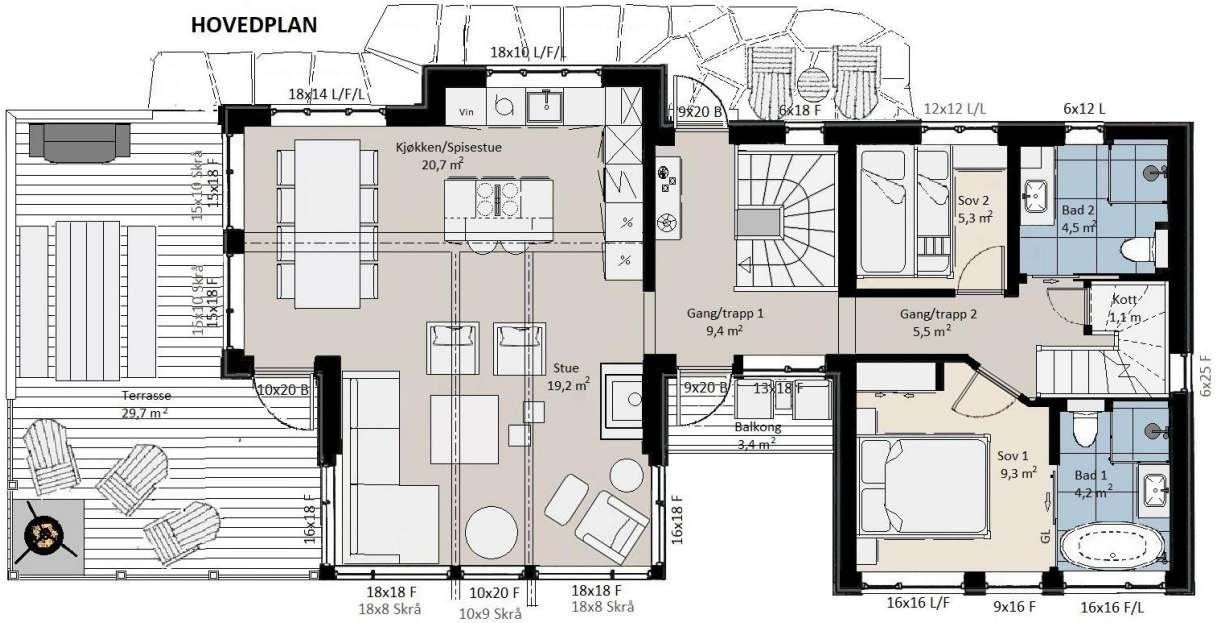 HOVEDPLAN
18x10 L/F/L
18x14 L/F/L
9x20 B
6x18 F
12x12 L/L
6x12 L
Vin
Kjøkken/Spisestue
20,7 m²
15x10 Skrå
15x18 F
Sov 2
5,3 m²
Bad 2
4,5 m²
%
%
15x10 Skrå
15x18 F
Gang/trapp 1
9,4 m²
Gang/trapp 2
5,5 m²
Kott
1,1 m
Stue
19,2 m²
10x20 B
9x20 B
13x18 F
6x25 F
Terrasse
29,7 m²
Balkong
3,4 m²
Sov 1
9,3 m²
Bad 1
4,2 m²
GL
16x18 F
16x18 F
18x18 F
18x8 Skrå
10x20 F
10x9 Skrå
18x18 F
18x8 Skrå
16x16 L/F
9x16 F
16x16 F/L